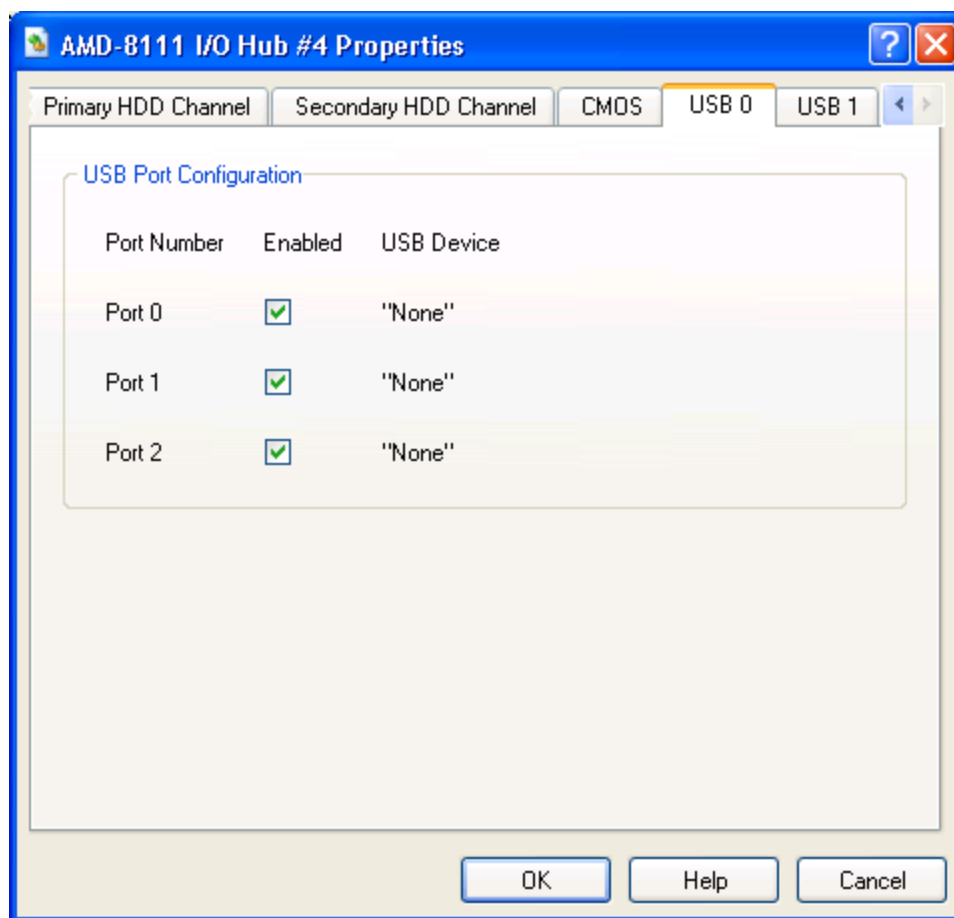 AMD-8111 I/O Hub #4 Properties
Primary HDD Channel Secondary HDD Channel CMOS USB 0 USB 1
USB Port Configuration
Port Number Enabled USB Device
Port 0 "None"
Port 1 "None"
Port 2 "None"
OK Help Cancel